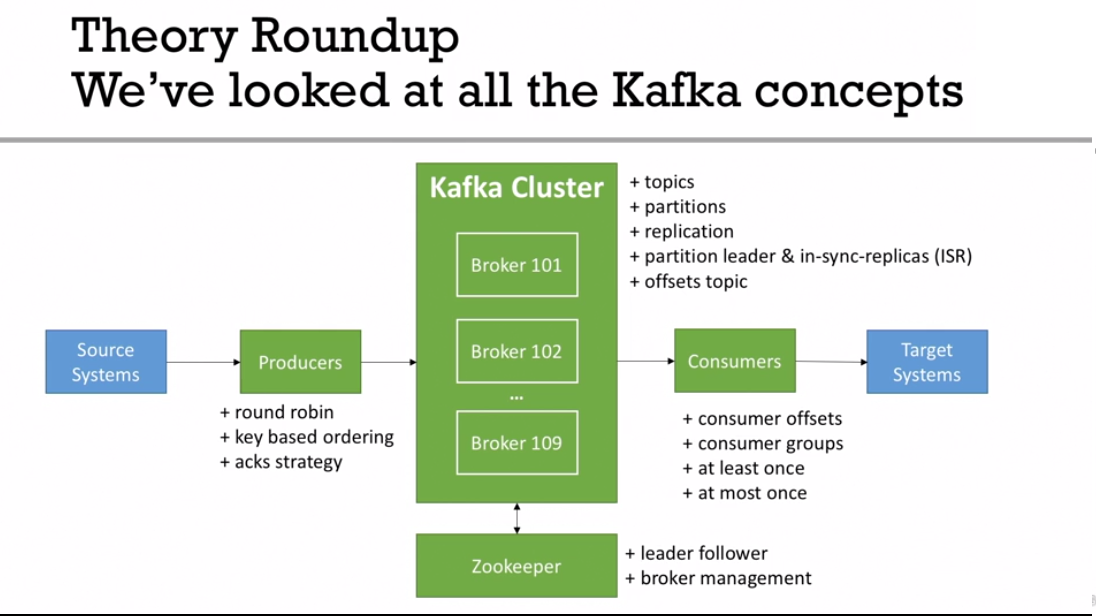 Theory Roundup
We've looked at all the Kafka concepts
Kafka Cluster
Broker 101
Broker 102
...
Broker 109
+ topics
+ partitions
+ replication
+ partition leader & in-sync-replicas (ISR)
+ offsets topic
Source
Systems
Producers
+ round robin
+ key based ordering
+ acks strategy
Consumers
+ consumer offsets
+ consumer groups
+ at least once
+ at most once
Target
Systems
Zookeeper
+ leader follower
+ broker management